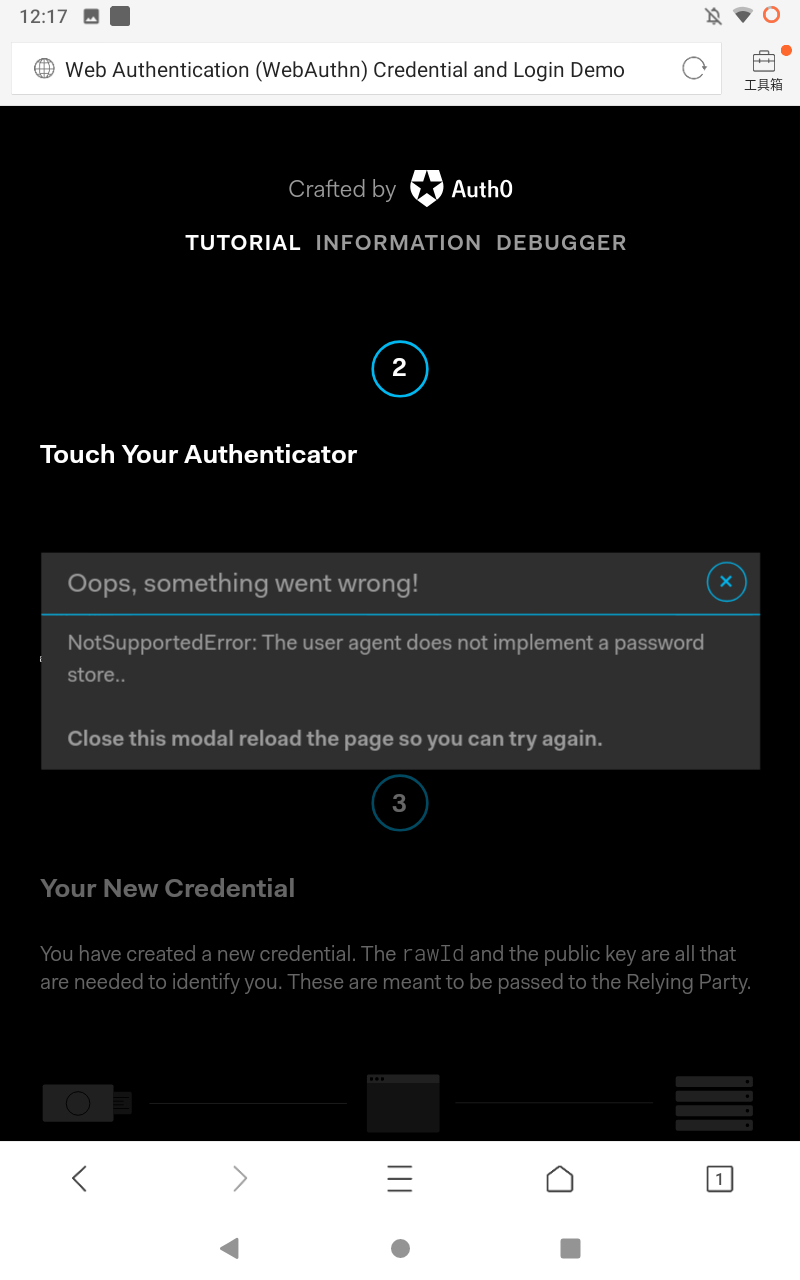 12:17
Web Authentication (WebAuthn) Credential and Login Demo
工具箱
Crafted by Auth0
TUTORIAL INFORMATION DEBUGGER
2
Touch Your Authenticator
Oops, something went wrong!
NotSupportedError: The user agent does not implement a password
store..
Close this modal reload the page so you can try again.
3
Your New Credential
You have created a new credential. The rawId and the public key are all that
are needed to identify you. These are meant to be passed to the Relying Party.
1